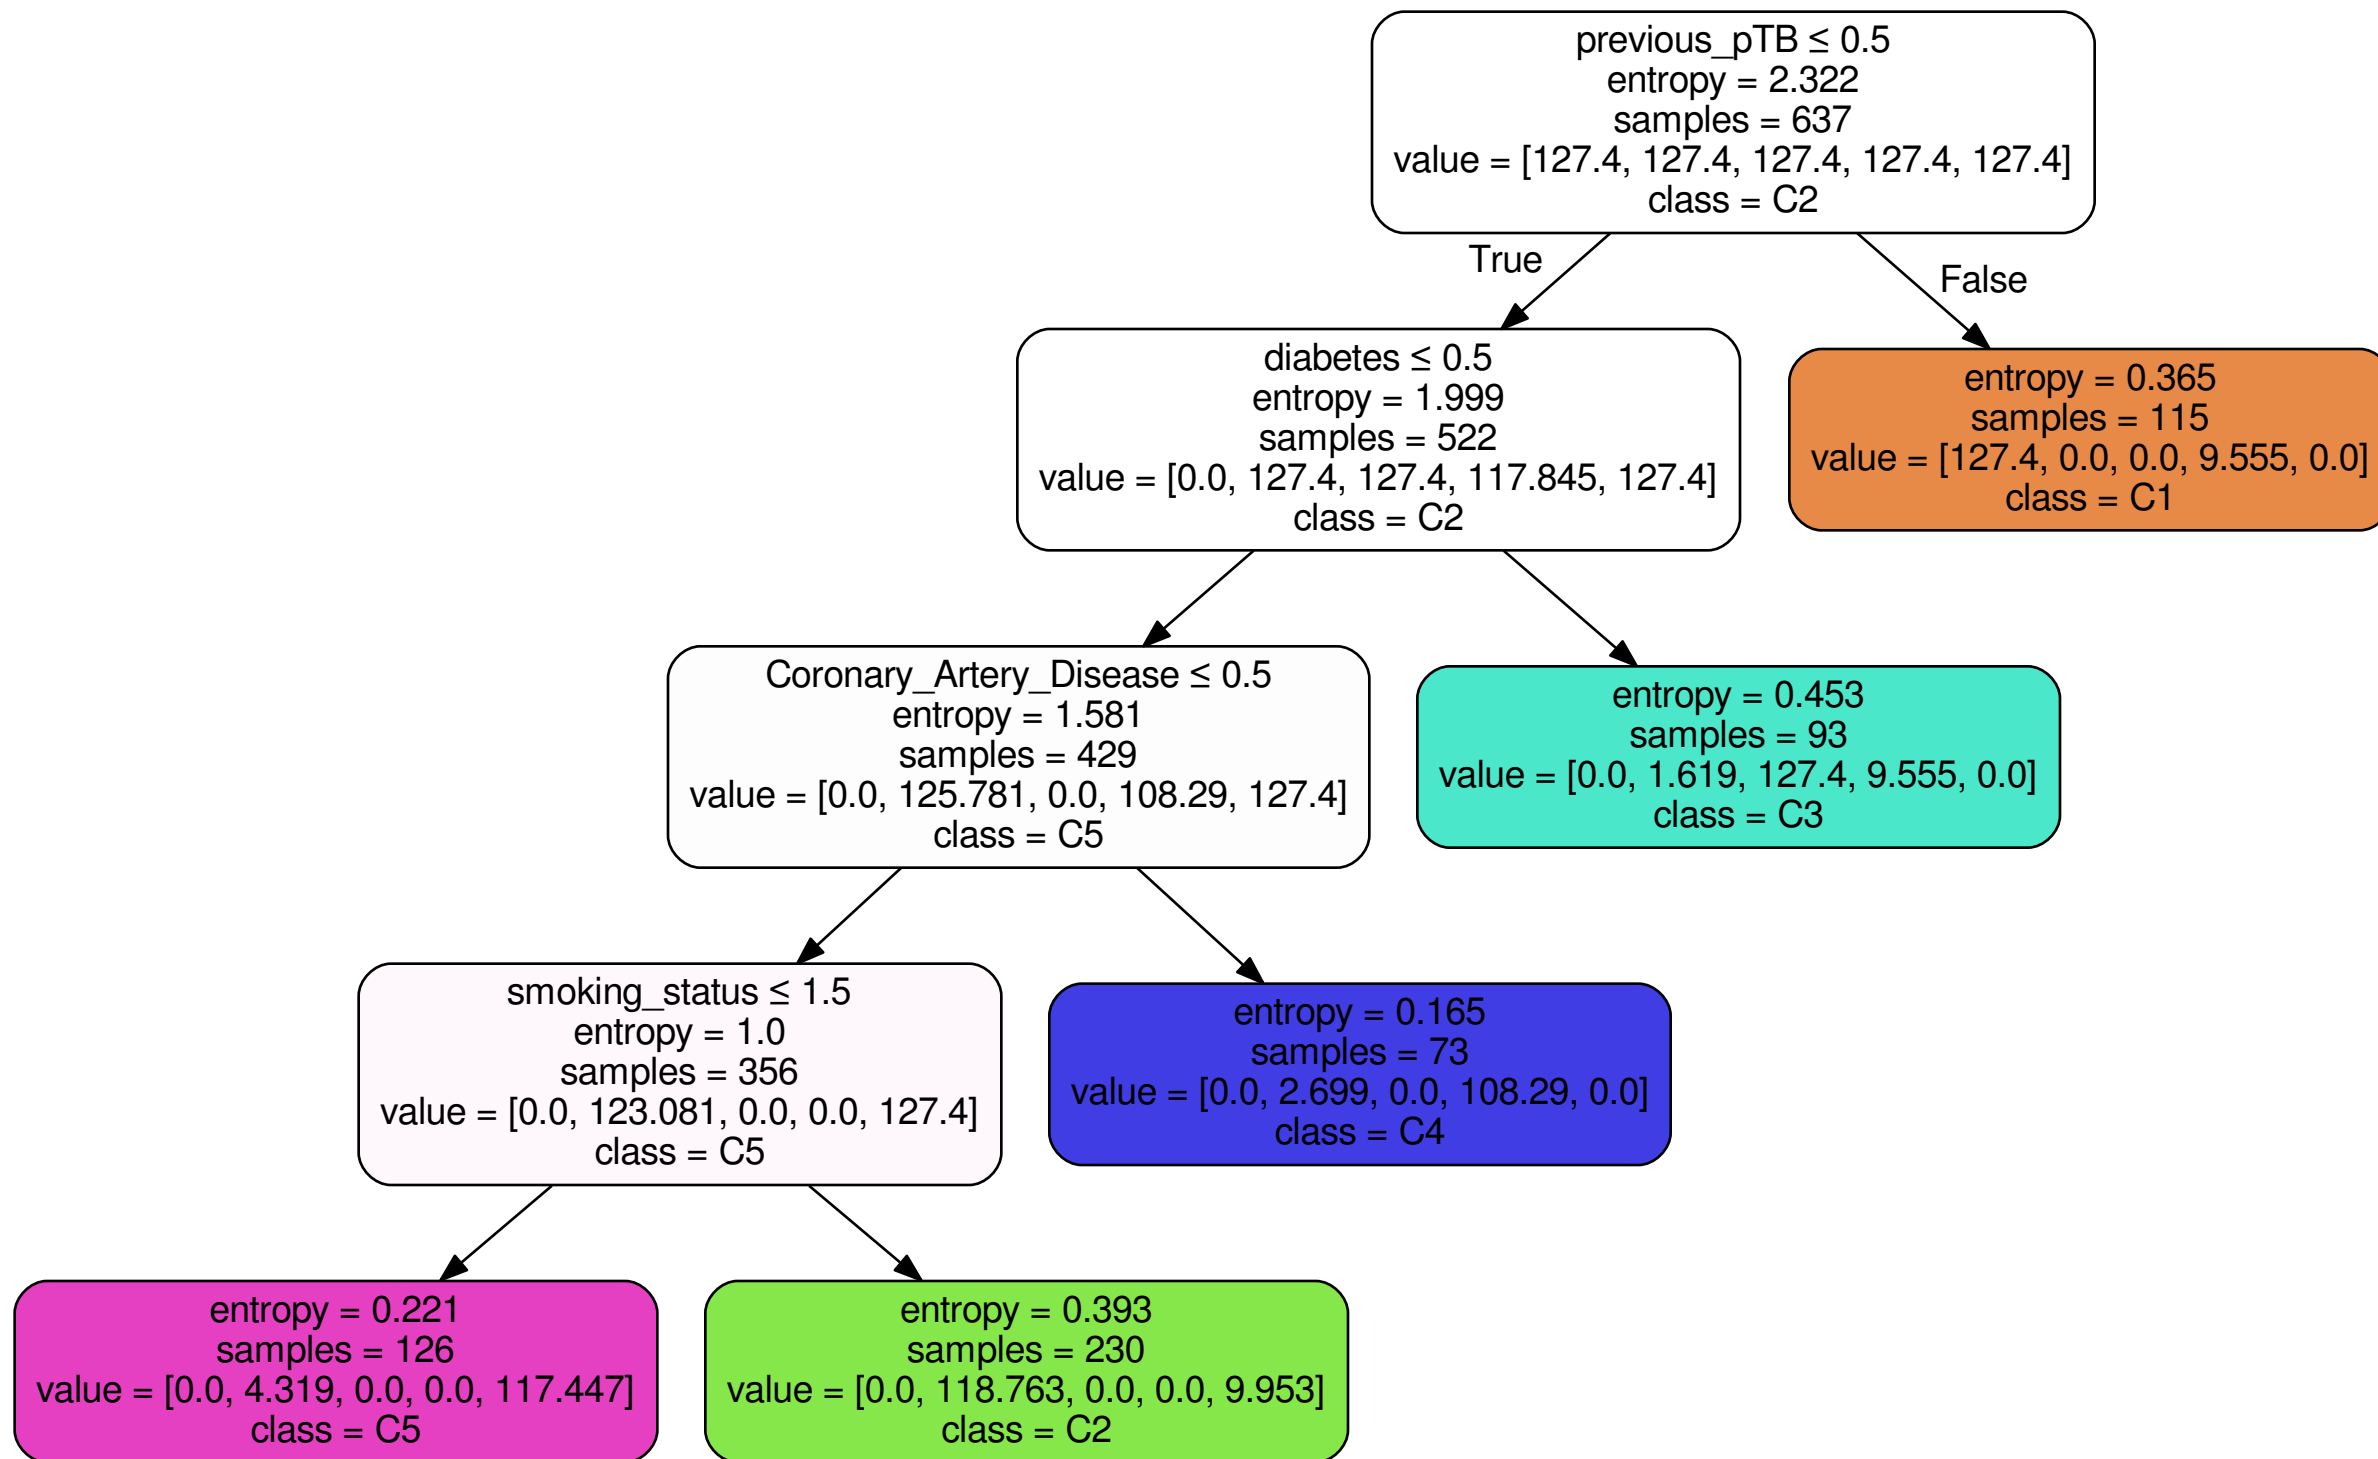 previous_pTB ≤ 0.5
entropy = 2.322
samples = 637
value = [127.4, 127.4, 127.4, 127.4, 127.4]
class = C2
True
False
diabetes ≤ 0.5
entropy = 1.999
samples = 522
value = [0.0, 127.4, 127.4, 117.845, 127.4]
class = C2
entropy = 0.365
samples = 115
value = [127.4, 0.0, 0.0, 9.555, 0.0]
class = C1
Coronary_Artery_Disease ≤ 0.5
entropy = 1.581
samples = 429
value = [0.0, 125.781, 0.0, 108.29, 127.4]
class = C5
entropy = 0.453
samples = 93
value = [0.0, 1.619, 127.4, 9.555, 0.0]
class = C3
smoking_status ≤ 1.5
entropy = 1.0
samples = 356
value = [0.0, 123.081, 0.0, 0.0, 127.4]
class = C5
entropy = 0.165
samples = 73
value = [0.0, 2.699, 0.0, 108.29, 0.0]
class = C4
entropy = 0.221
samples = 126
value = [0.0, 4.319, 0.0, 0.0, 117.447]
class = C5
entropy = 0.393
samples = 230
value = [0.0, 118.763, 0.0, 0.0, 9.953]
class = C2